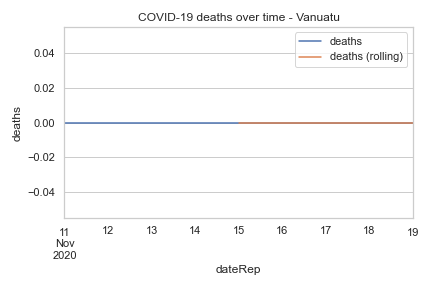 COVID-19 deaths over time - Vanuatu
deaths
deaths (rolling)
deaths
0.04
0.02
0.00
−0.02
−0.04
11 12 13 14 15 16 17 18 19
Nov
2020
dateRep